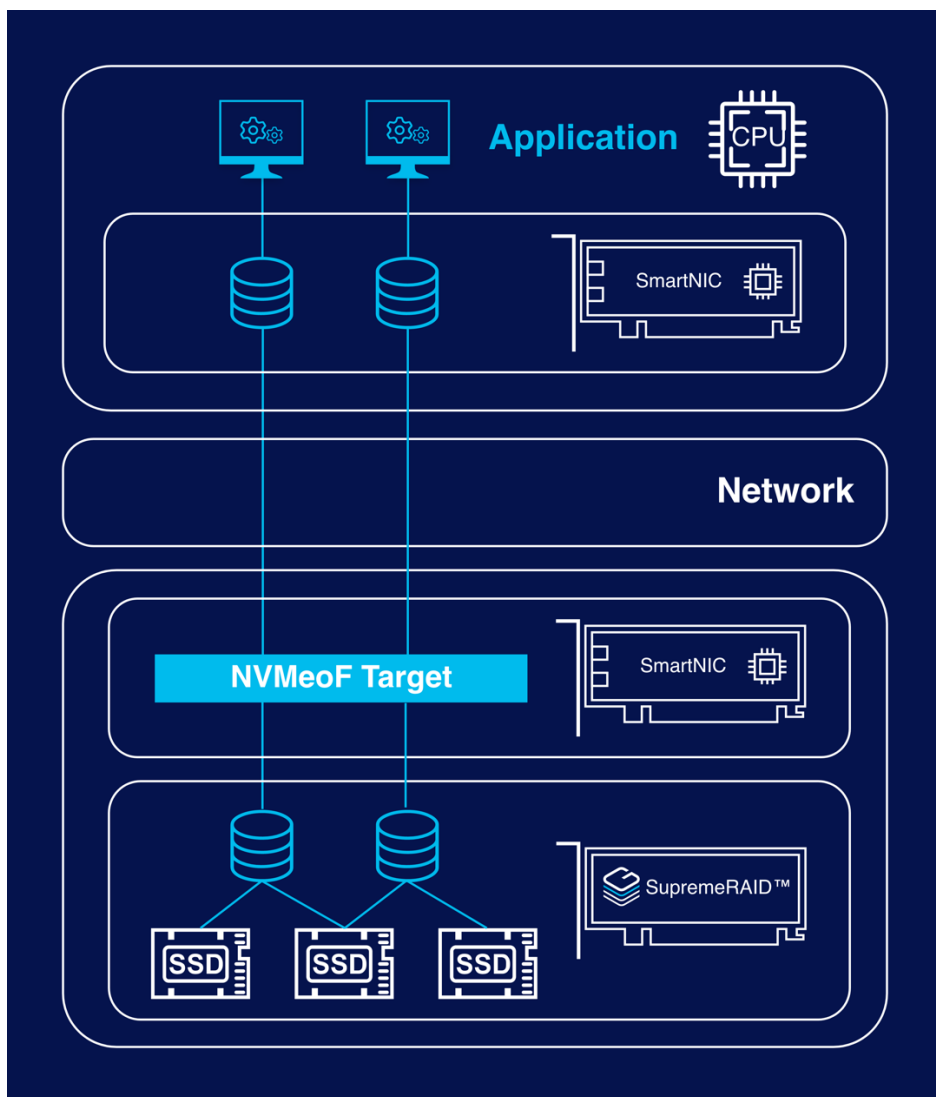 Application
CPU
SmartNIC
Network
NVMeoF Target
SmartNIC
SupremeRAID™
SSD
SSD
SSD